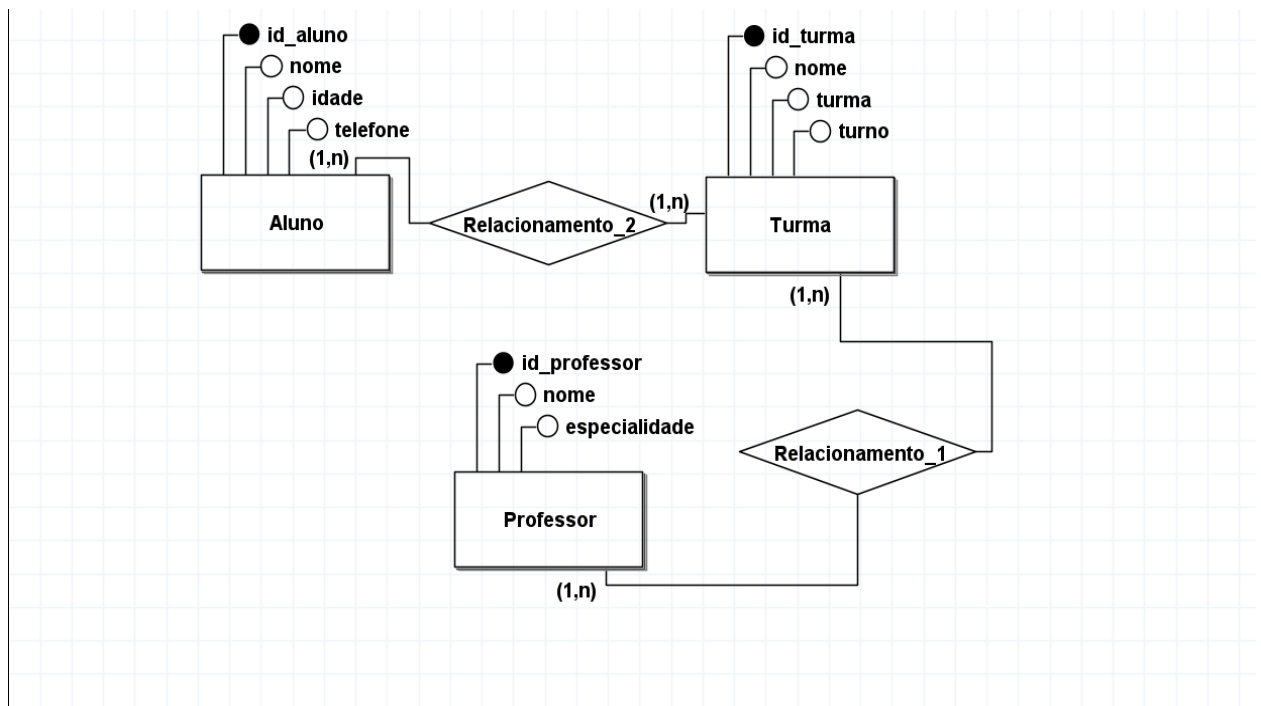 id_aluno
nome
idade
telefone
(1,n)
Aluno
Relacionamento_2
(1,n)
id_turma
nome
turma
turno
Turma
(1,n)
id_professor
nome
especialidade
Professor
(1,n)
Relacionamento_1